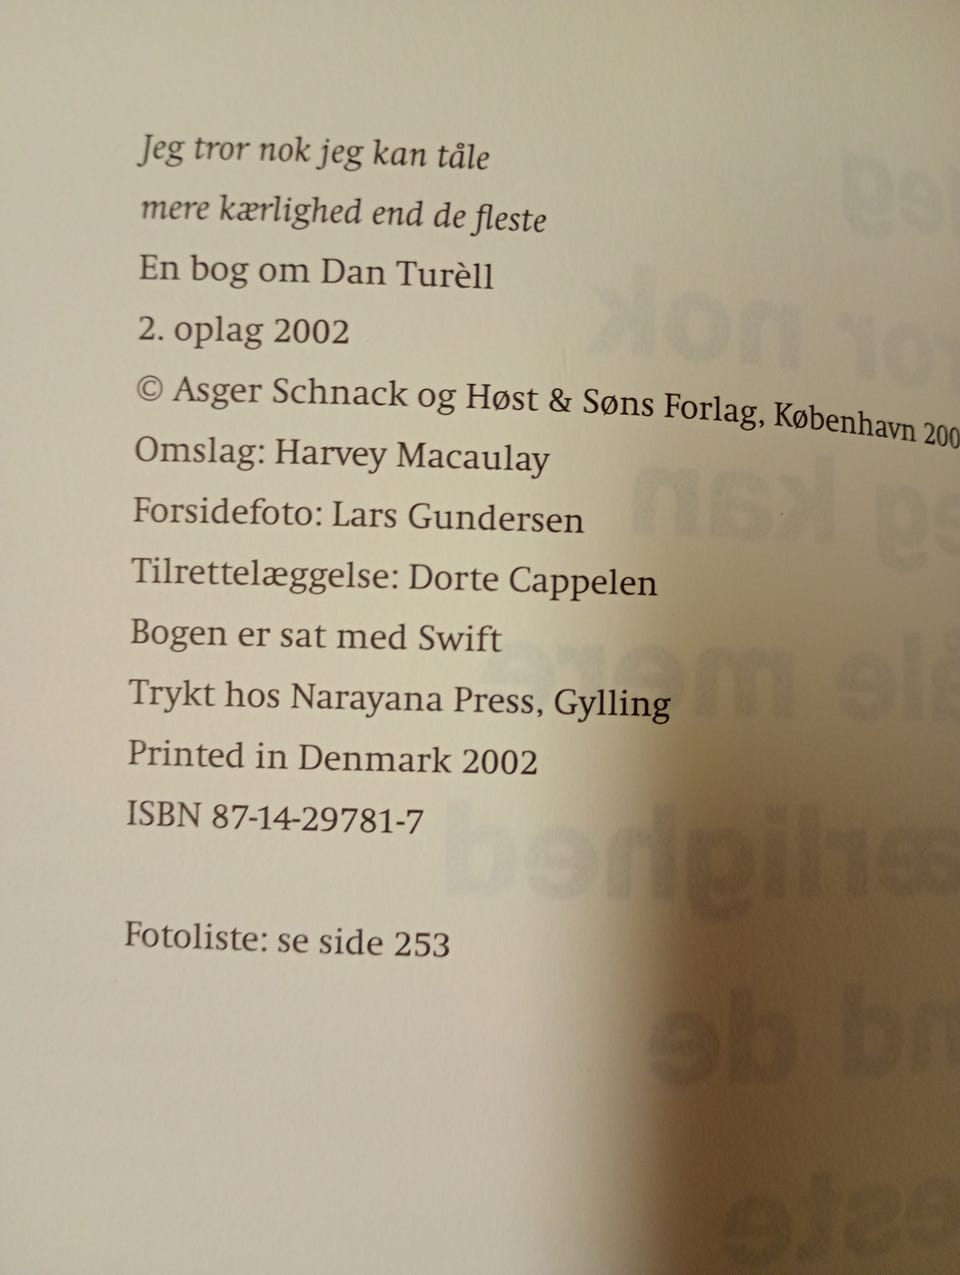 Jeg tror nok jeg kan tåle
mere kærlighed end de fleste
En bog om Dan Turèll
2. oplag 2002
© Asger Schnack og Høst & Søns Forlag, København 200
Omslag: Harvey Macaulay
Forsidefoto: Lars Gundersen
Tilrettelæggelse: Dorte Cappelen
Bogen er sat med Swift
Trykt hos Narayana Press, Gylling
Printed in Denmark 2002
ISBN 87-14-29781-7
Fotoliste: se side 253